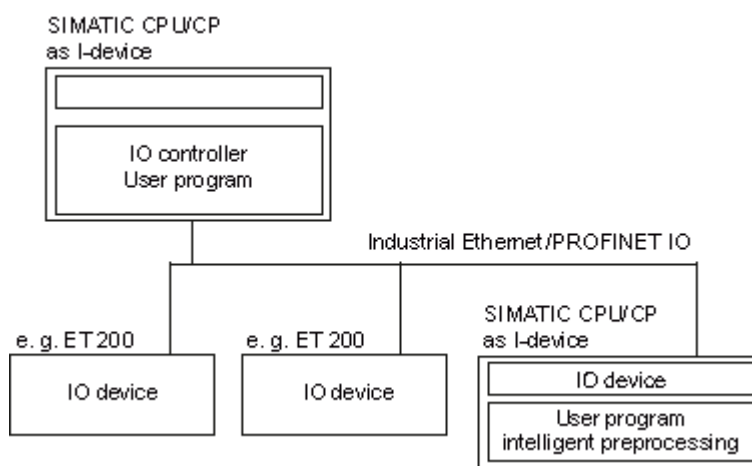 SIMATIC CPU/CP
as I-device
IO controller
User program
Industrial Ethernet/PROFINET IO
e. g. ET 200
IO device
e. g. ET 200
IO device
SIMATIC CPU/CP
as I-device
IO device
User program
intelligent preprocessing